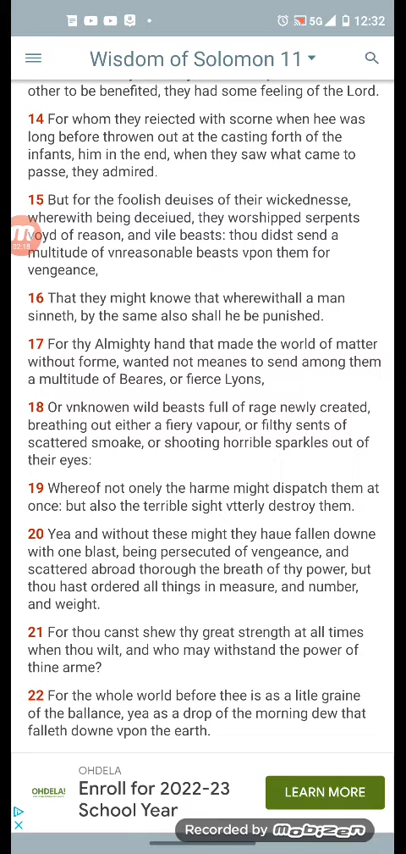 5G 12:32
Wisdom of Solomon 11
other to be benefited, they had some feeling of the Lord.
14 For whom they reiected with scorne when hee was
long before throwen out at the casting forth of the
infants, him in the end, when they saw what came to
passe, they admired.
15 But for the foolish deuises of their wickednesse,
wherewith being deceiued, they worshipped serpents
voyd of reason, and vile beasts: thou didst send a
multitude of vnreasonable beasts vpon them for
vengeance,
02:18
16 That they might knowe that wherewithall a man
sinneth, by the same also shall he be punished.
17 For thy Almighty hand that made the world of matter
without forme, wanted not meanes to send among them
a multitude of Beares, or fierce Lyons,
18 Or vnknowen wild beasts full of rage newly created,
breathing out either a fiery vapour, or filthy sents of
scattered smoake, or shooting horrible sparkles out of
their eyes:
19 Whereof not onely the harme might dispatch them at
once: but also the terrible sight vtterly destroy them.
20 Yea and without these might they haue fallen downe
with one blast, being persecuted of vengeance, and
scattered abroad thorough the breath of thy power, but
thou hast ordered all things in measure, and number,
and weight.
21 For thou canst shew thy great strength at all times
when thou wilt, and who may withstand the power of
thine arme?
22 For the whole world before thee is as a litle graine
of the ballance, yea as a drop of the morning dew that
falleth downe vpon the earth.
OHDELA
OHDELA!
Enroll for 2022-23
School Year
LEARN MORE
Recorded by mobizen